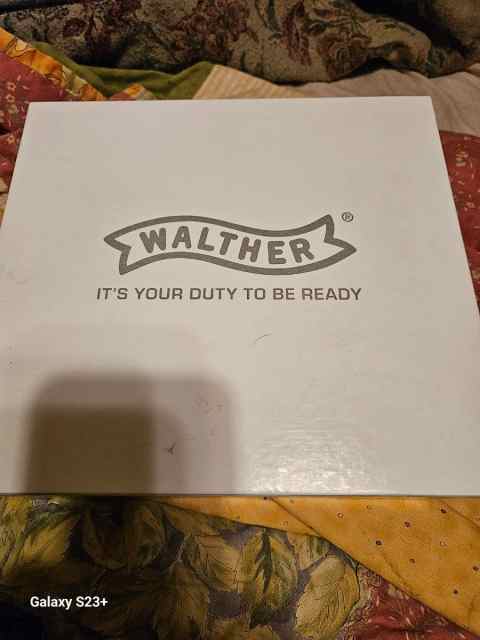 WALTHER®
IT'S YOUR DUTY TO BE READY
Galaxy S23+